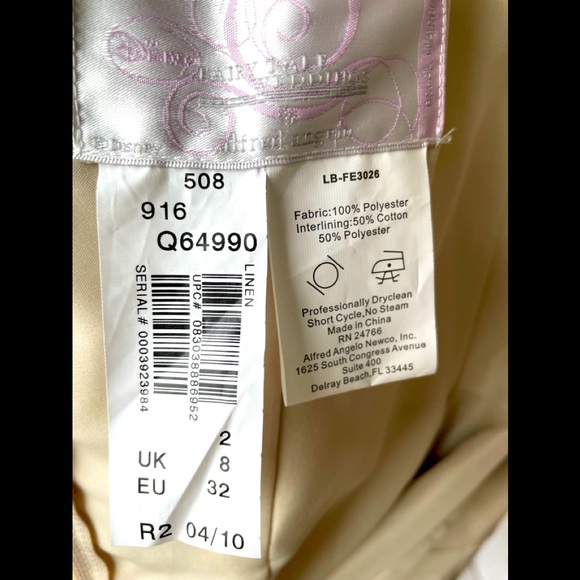 Disney
FAIRY TALE
WEDDINGS
©Disney alfred angelo
508
916
Q64990
LINEN
UPC# 083038886952
SERIAL# 0003923984
2
UK 8
EU 32
R2 04/10
LB-FE3026
Fabric:100% Polyester
Interlining:50% Cotton
50% Polyester
Professionally Dryclean
Short Cycle,No Steam
Made in China
RN 24766
Alfred Angelo Newco, Inc.
1625 South Congress Avenue
Suite 400
Delray Beach,FL 33445